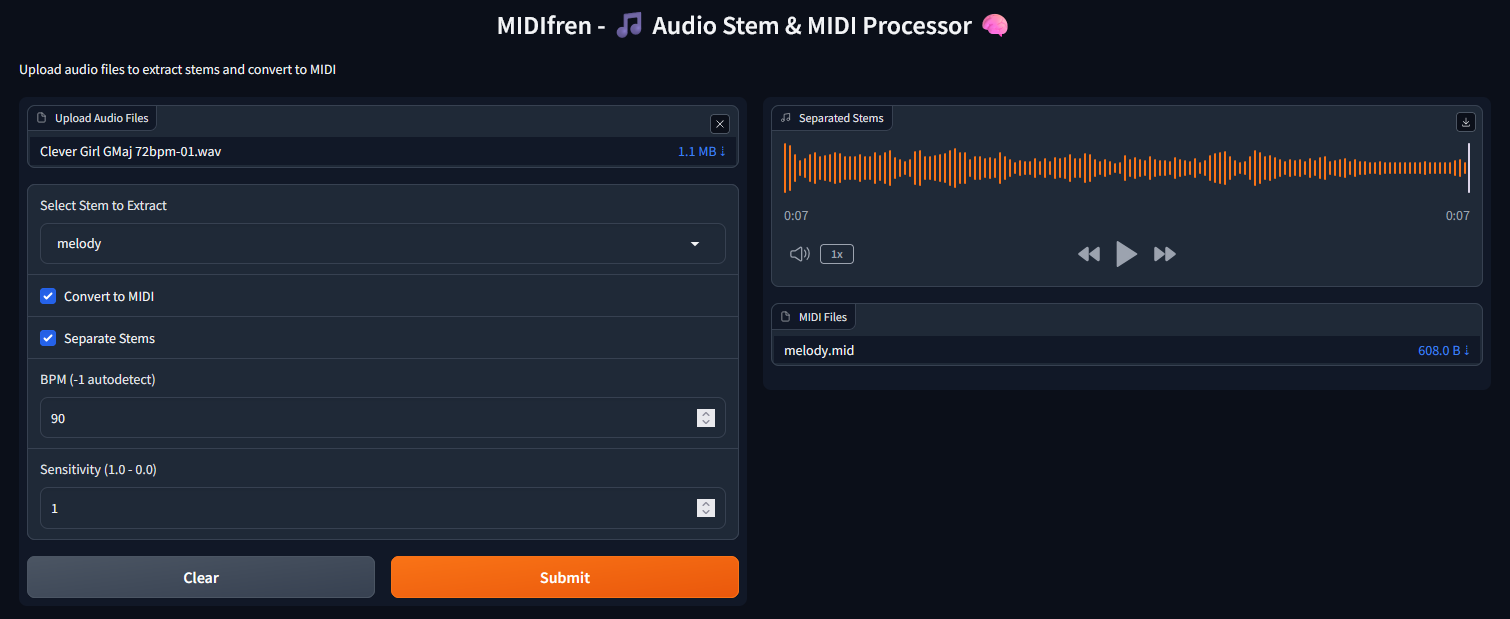 MIDIfren - 🎵 Audio Stem & MIDI Processor 🧠
Upload audio files to extract stems and convert to MIDI
Upload Audio Files
Clever Girl GMaj 72bpm-01.wav 1.1 MB ↓
Select Stem to Extract
melody
Convert to MIDI
Separate Stems
BPM (-1 autodetect)
90
Sensitivity (1.0 - 0.0)
1
Clear Submit
Separated Stems
0:07 0:07
1x
MIDI Files
melody.mid 608.0 B ↓